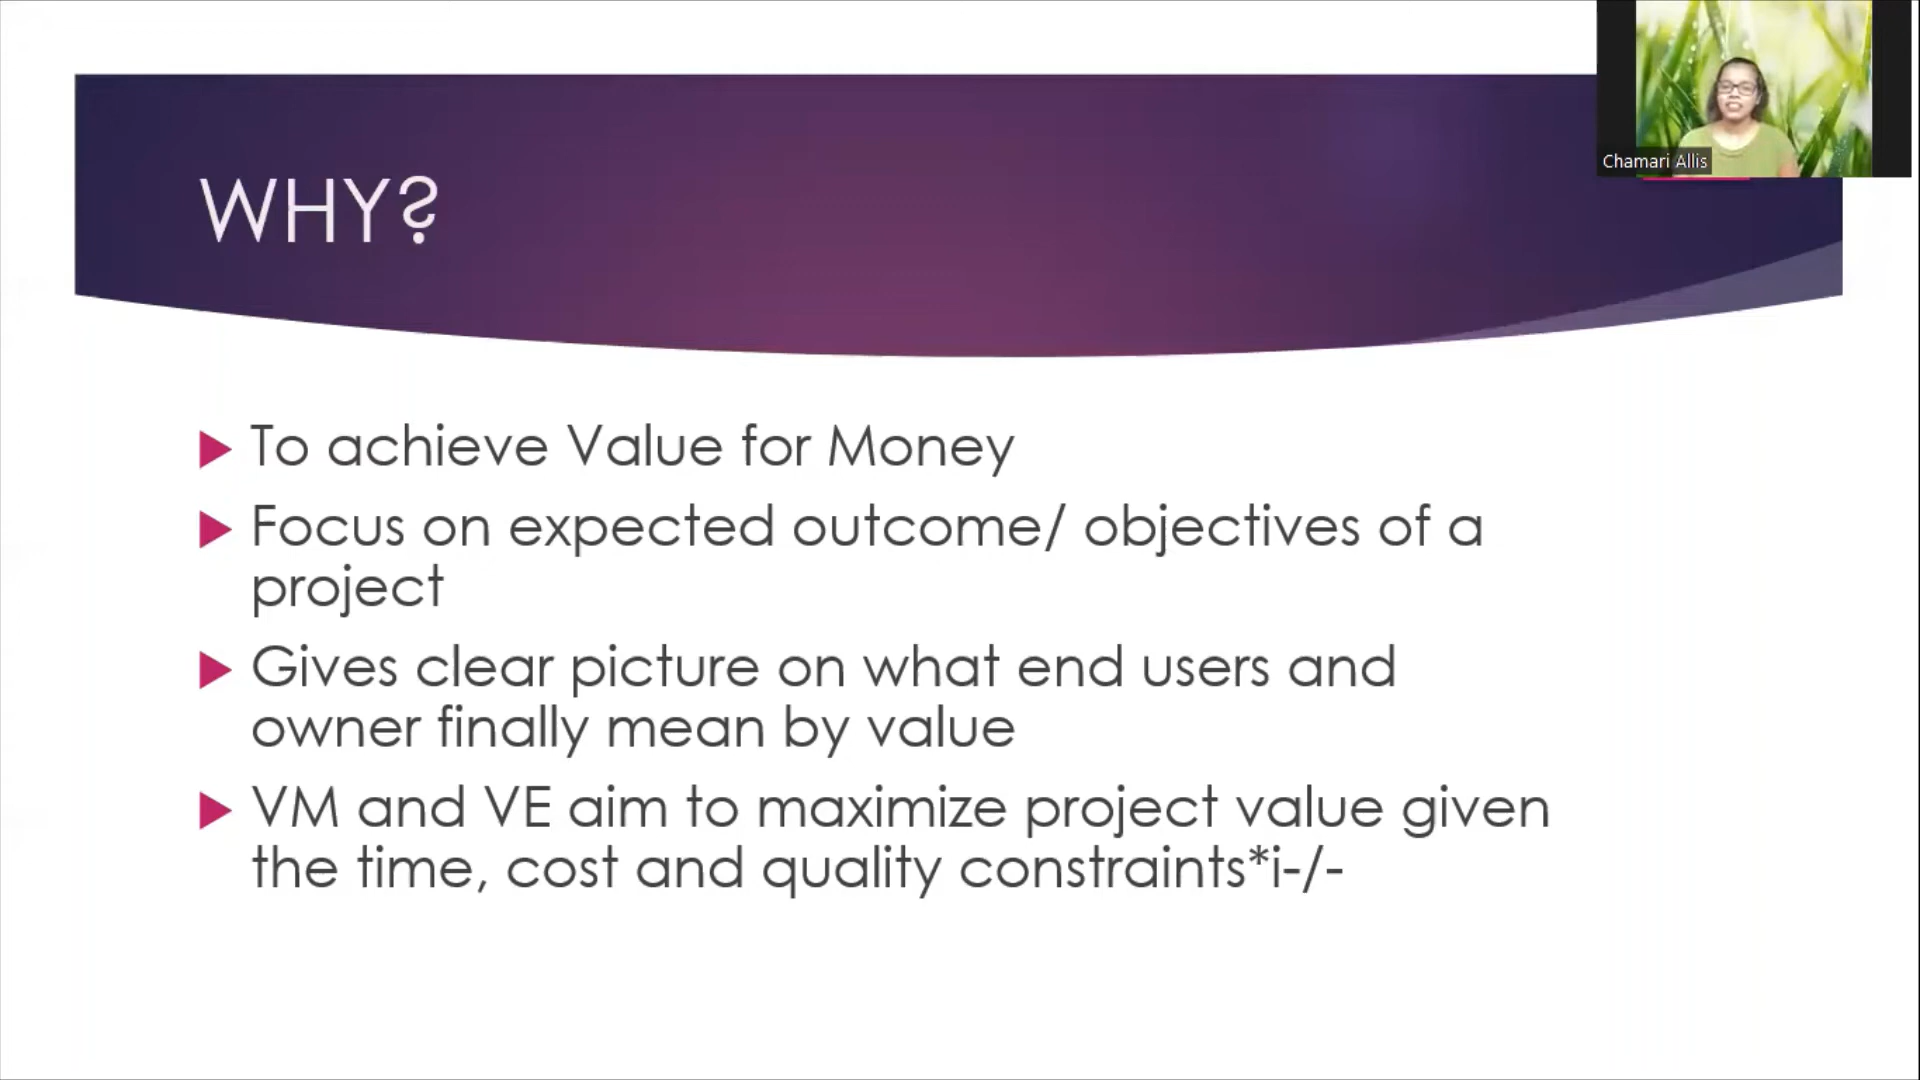 WHY?
Chamari Allis
To achieve Value for Money
Focus on expected outcome/ objectives of a
project
Gives clear picture on what end users and
owner finally mean by value
VM and VE aim to maximize project value given
the time, cost and quality constraints*i-/-